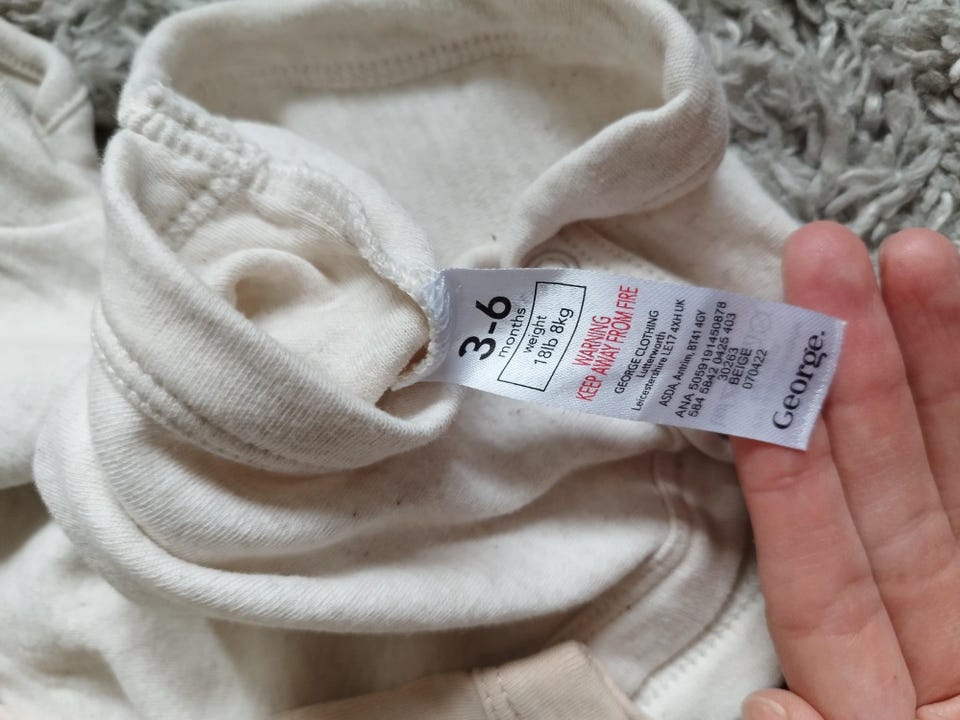 3-6
months
weight
18lb 8kg
WARNING
KEEP AWAY FROM FIRE
GEORGE CLOTHING
Lutterworth
Leicestershire LE17 4XH UK
ASDA, Antrim, BT41 4GY
ANA 5059191450878
584 5842 0425 403
30263
BEIGE
070422
George.